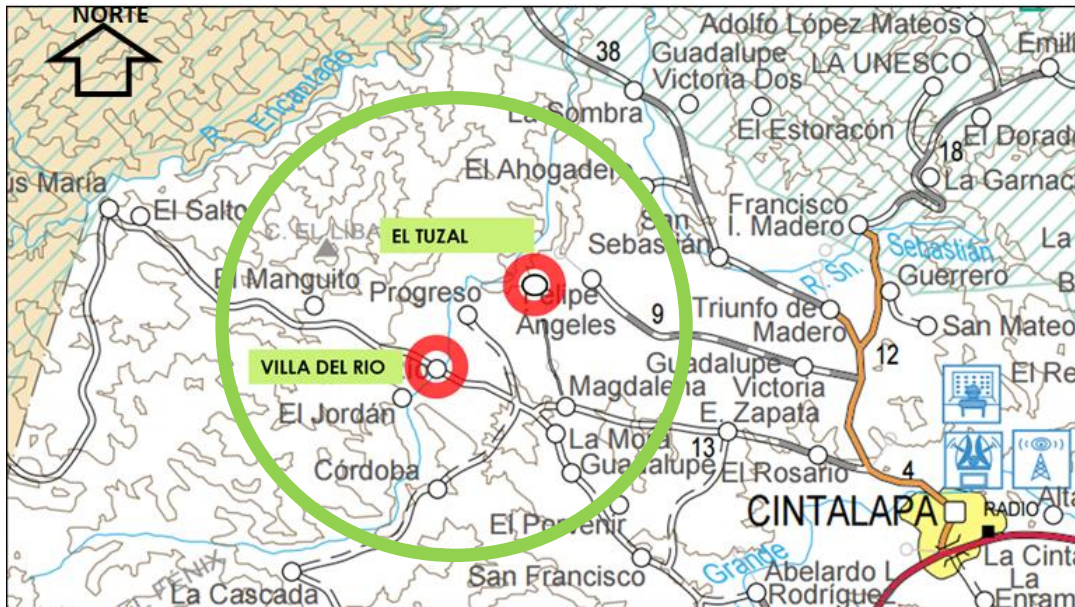 NORTE
Adolfo López Mateos
38
Guadalupe
Victoria Dos
LA UNESCO
R. Encantado
La Sombra
El Estoracón
El Dorado
18
El Ahogadero
La Garnacha
María
El Salto
Francisco
I. Madero
San
Sebastián
EL TUZAL
R. Sn. Sebastián
El Manguito
Progreso
Felipe
Ángeles
Guerrero
Triunfo de
Madero
San Mateo
9
12
VILLA DEL RIO
Guadalupe
Victoria
Magdalena
El Jordán
E. Zapata
La Mora
13
Guadalupe
El Rosario
Córdoba
4
El Porvenir
CINTALAPA
RADIO
Grande
San Francisco
La Cascada
Abelardo L.